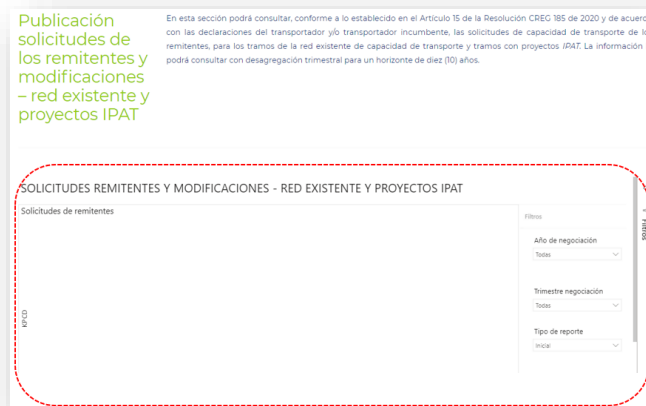 Publicación
solicitudes de
los remitentes y
modificaciones
– red existente y
proyectos IPAT
En esta sección podrá consultar, conforme a lo establecido en el Artículo 15 de la Resolución CREG 185 de 2020 y de acuerd
con las declaraciones del transportador y/o transportador incumbente, las solicitudes de capacidad de transporte de lo
remitentes, para los tramos de la red existente de capacidad de transporte y tramos con proyectos IPAT. La información
podrá consultar con desagregación trimestral para un horizonte de diez (10) años.
SOLICITUDES REMITENTES Y MODIFICACIONES - RED EXISTENTE Y PROYECTOS IPAT
Solicitudes de remitentes
KPCD
Filtros
Año de negociación
Todas
Trimestre negociación
Todas
Tipo de reporte
Inicial
Filtros